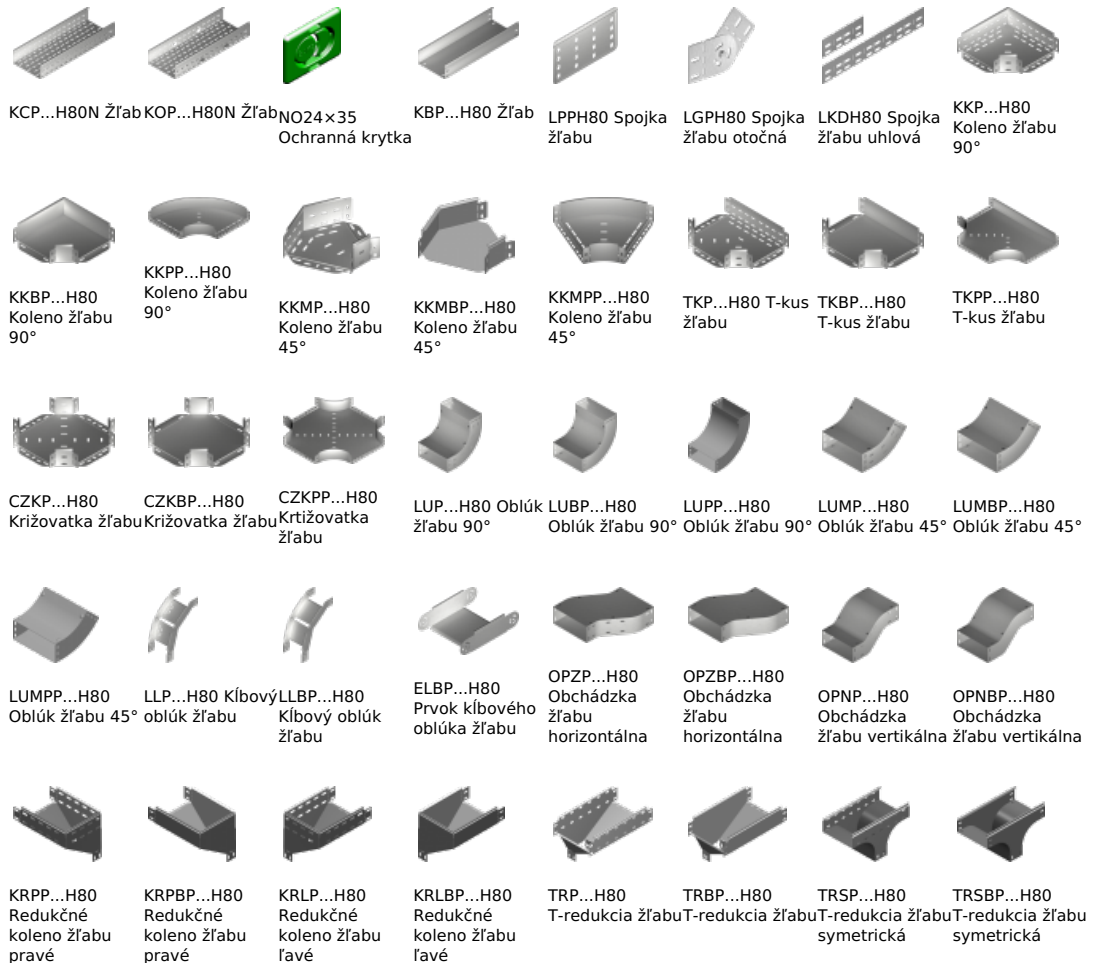 KCP...H80N Žľab
KOP...H80N Žľab
NO24×35
Ochranná krytka
KBP...H80 Žľab
LPPH80 Spojka
žľabu
LGPH80 Spojka
žľabu otočná
LKDH80 Spojka
žľabu uhlová
KKP...H80
Koleno žľabu
90°
KKBP...H80
Koleno žľabu
90°
KKPP...H80
Koleno žľabu
90°
KKMP...H80
Koleno žľabu
45°
KKMBP...H80
Koleno žľabu
45°
KKMPP...H80
Koleno žľabu
45°
TKP...H80 T-kus
žľabu
TKBP...H80
T-kus žľabu
TKPP...H80
T-kus žľabu
CZKP...H80
Križovatka žľabu
CZKBP...H80
Križovatka žľabu
CZKPP...H80
Krtižovatka
žľabu
LUP...H80 Oblúk
žľabu 90°
LUBP...H80
Oblúk žľabu 90°
LUPP...H80
Oblúk žľabu 90°
LUMP...H80
Oblúk žľabu 45°
LUMBP...H80
Oblúk žľabu 45°
LUMPP...H80
Oblúk žľabu 45°
LLP...H80 Kĺbový
oblúk žľabu
LLBP...H80
Kĺbový oblúk
žľabu
ELBP...H80
Prvok kĺbového
oblúka žľabu
OPZP...H80
Obchádzka
žľabu
horizontálna
OPZBP...H80
Obchádzka
žľabu
horizontálna
OPNP...H80
Obchádzka
žľabu vertikálna
OPNBP...H80
Obchádzka
žľabu vertikálna
KRPP...H80
Redukčné
koleno žľabu
pravé
KRPBP...H80
Redukčné
koleno žľabu
pravé
KRLP...H80
Redukčné
koleno žľabu
ľavé
KRLBP...H80
Redukčné
koleno žľabu
ľavé
TRP...H80
T-redukcia žľabu
TRBP...H80
T-redukcia žľabu
TRSP...H80
T-redukcia žľabu
symetrická
TRSBP...H80
T-redukcia žľabu
symetrická